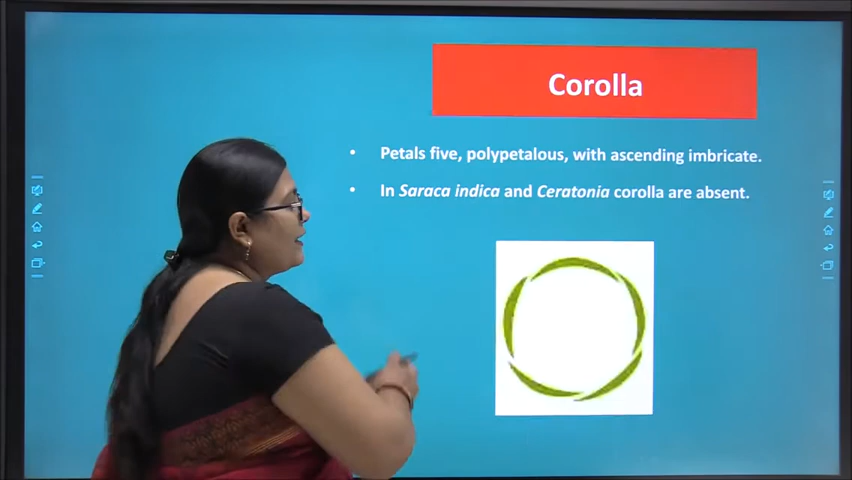 Corolla
• Petals five, polypetalous, with ascending imbricate.
• In Saraca indica and Ceratonia corolla are absent.